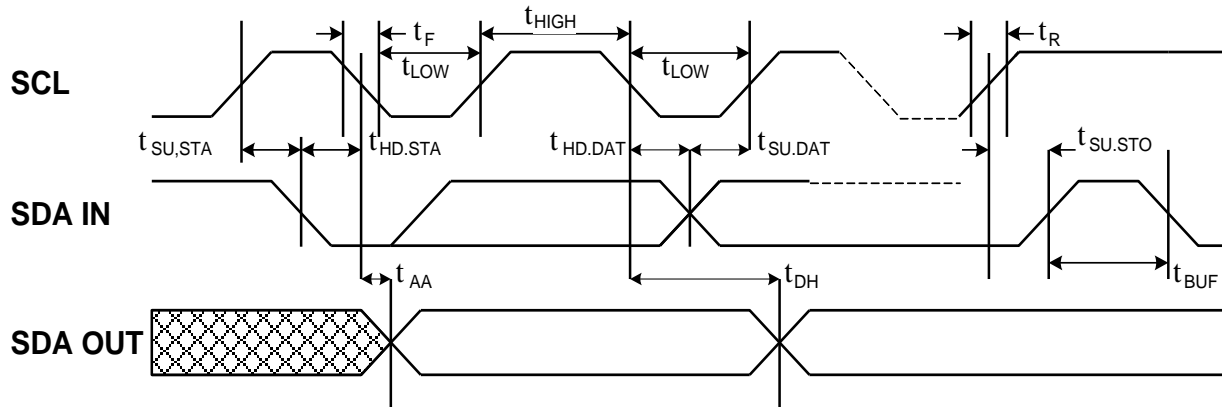 tHIGH
tF
tR
tLOW
tLOW
SCL
tSU,STA
tHD.STA
tHD.DAT
tSU.DAT
tSU.STO
SDA IN
tAA
tDH
tBUF
SDA OUT